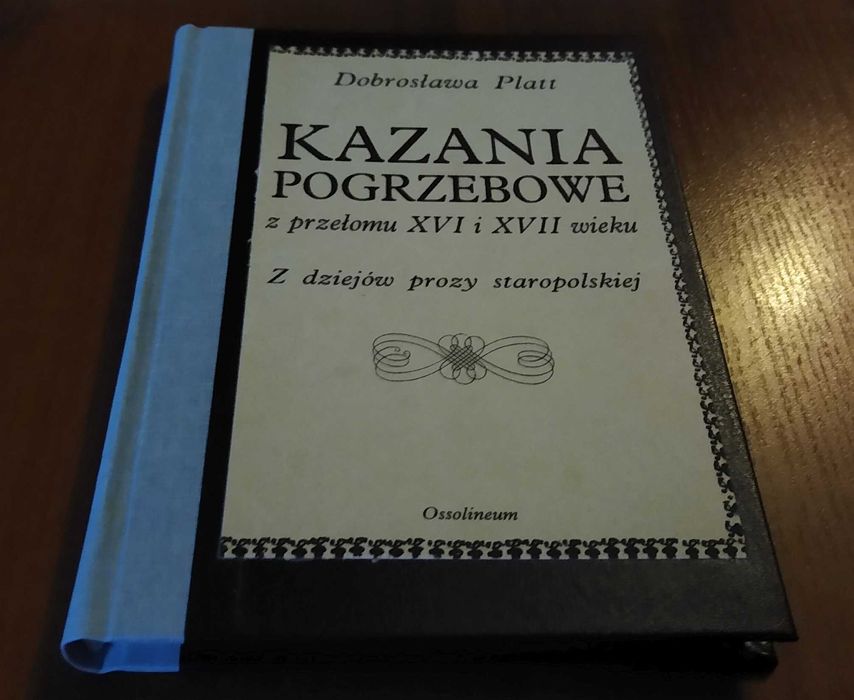 Dobrosława Platt
KAZANIA
POGRZEBOWE
z przełomu XVI i XVII wieku
Z dziejów prozy staropolskiej
Ossolineum